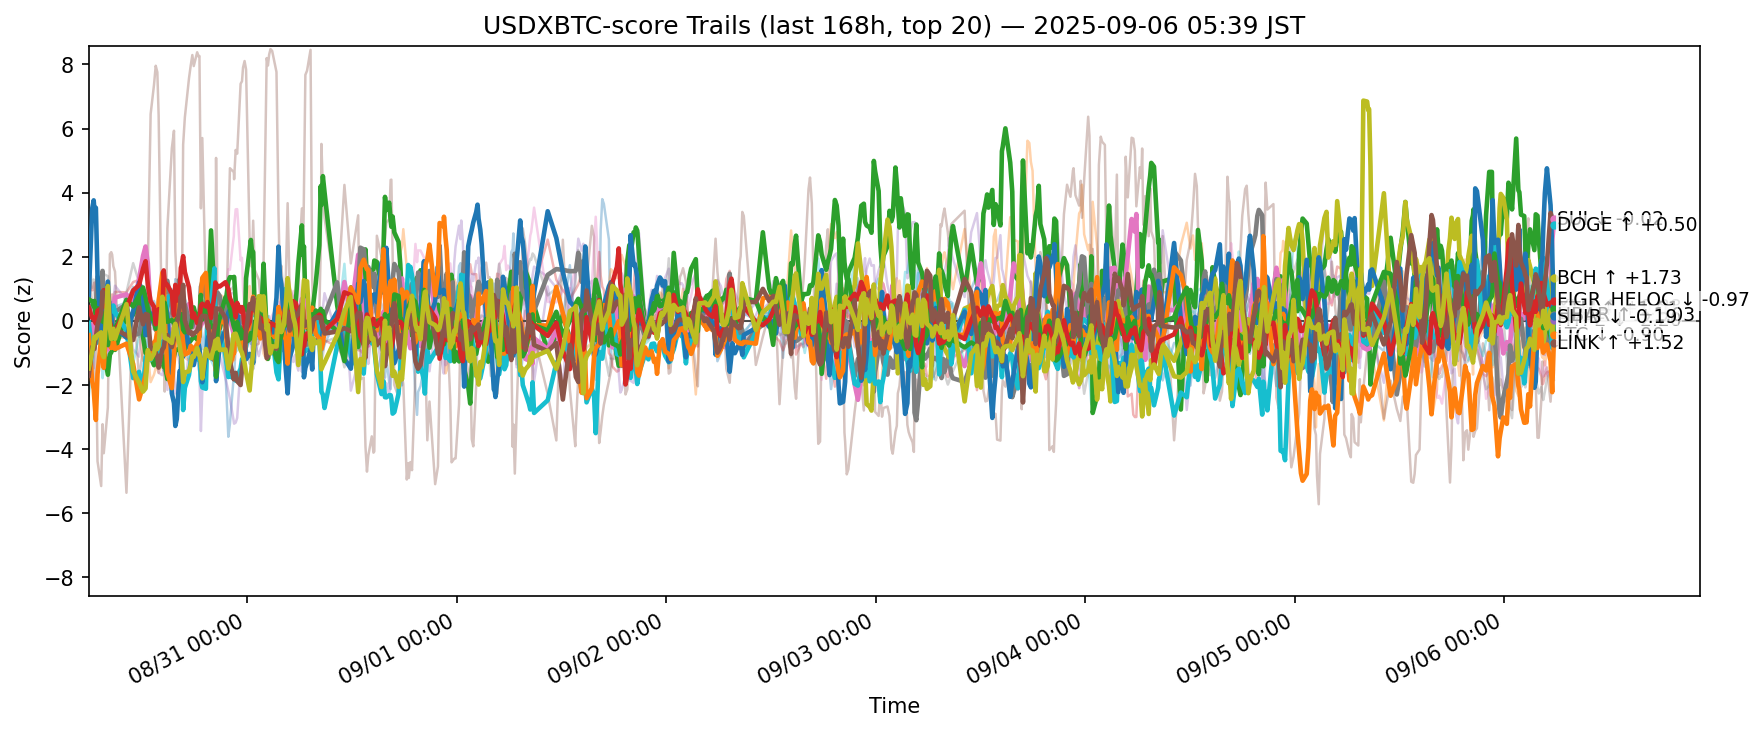 USDXBTC-score Trails (last 168h, top 20) — 2025-09-06 05:39 JST
Score (z)
8
6
4
2
0
−2
−4
−6
−8
DOGE ↑ +0.50
BCH ↑ +1.73
FIGR_HELOC ↓ -0.97
SHIB ↓ -0.19
LINK ↑ +1.52
08/31 00:00
09/01 00:00
09/02 00:00
09/03 00:00
09/04 00:00
09/05 00:00
09/06 00:00
Time